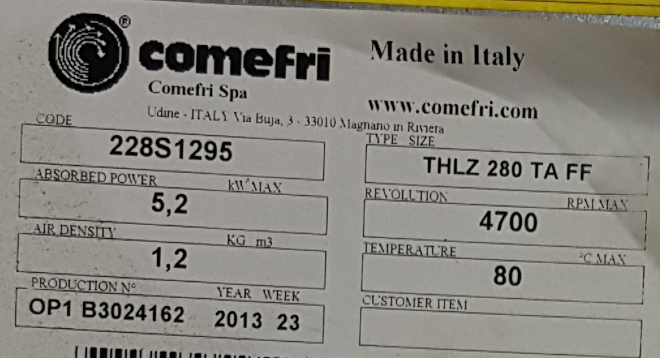 comefri
Made in Italy
Comefri Spa
www.comefri.com
Udine - ITALY Via Buja, 3 - 33010 Magnano in Riviera
CODE
228S1295
TYPE SIZE
THLZ 280 TA FF
ABSORBED POWER kW MAX
5,2
REVOLUTION RPM MAX
4700
AIR DENSITY KG m3
1,2
TEMPERATURE °C MAX
80
PRODUCTION N° YEAR WEEK
OP1 B3024162 2013 23
CUSTOMER ITEM